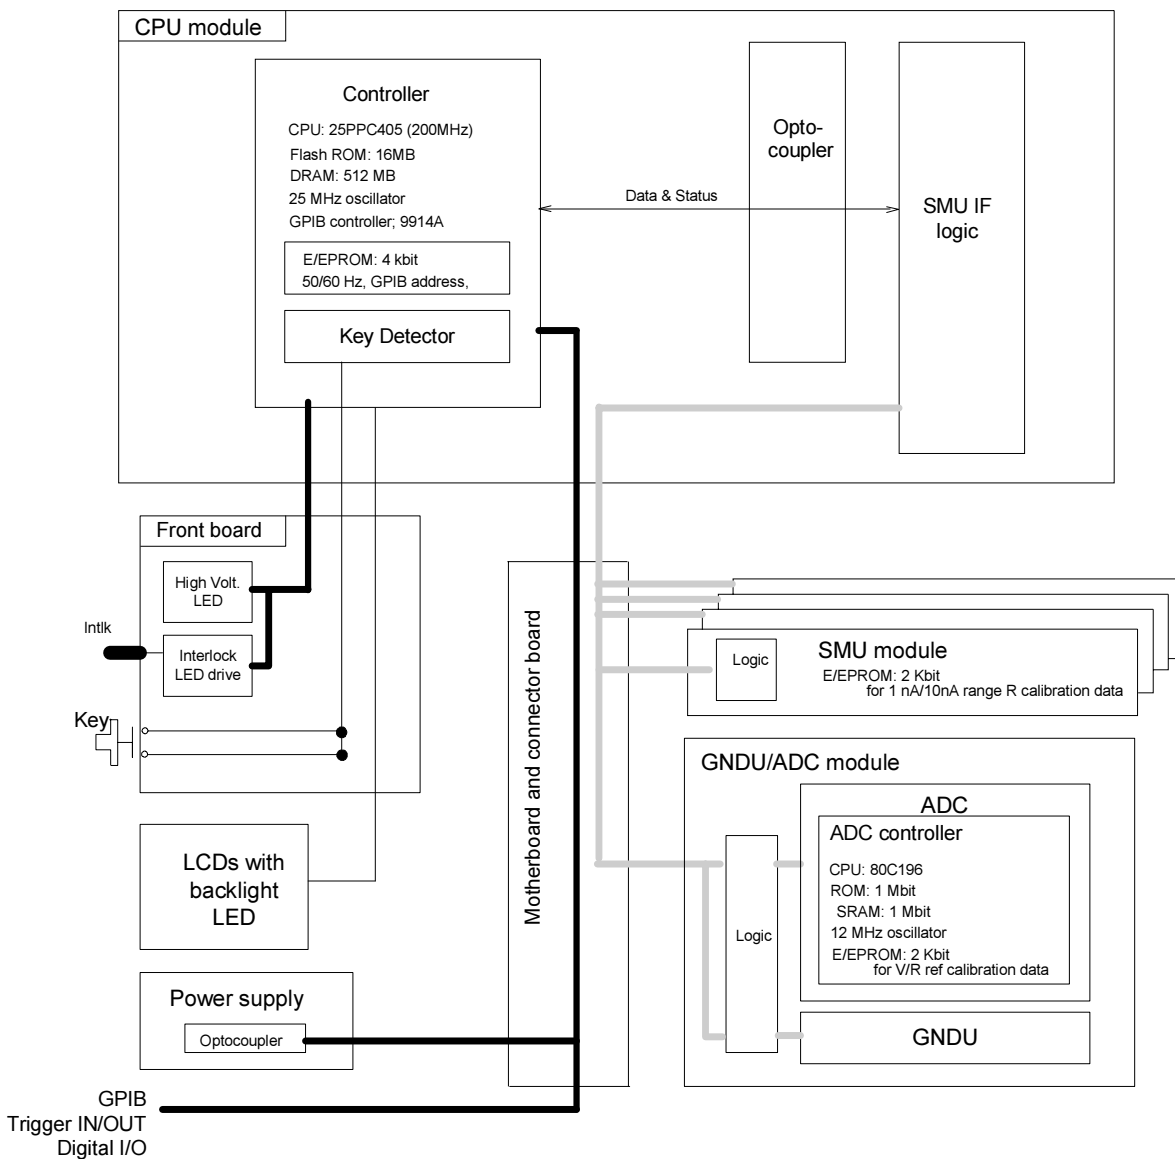 CPU module
Controller
CPU: 25PPC405 (200MHz)
Flash ROM: 16MB
DRAM: 512 MB
25 MHz oscillator
GPIB controller; 9914A
E/EPROM: 4 kbit
50/60 Hz, GPIB address,
Key Detector
Data & Status
Opto-
coupler
SMU IF
logic
Front board
High Volt.
LED
Intlk
Interlock
LED drive
Key
LCDs with
backlight
LED
Power supply
Optocoupler
GPIB
Trigger IN/OUT
Digital I/O
Motherboard and connector board
SMU module
Logic
E/EPROM: 2 Kbit
for 1 nA/10nA range R calibration data
GNDU/ADC module
ADC
ADC controller
CPU: 80C196
ROM: 1 Mbit
SRAM: 1 Mbit
12 MHz oscillator
E/EPROM: 2 Kbit
for V/R ref calibration data
Logic
GNDU